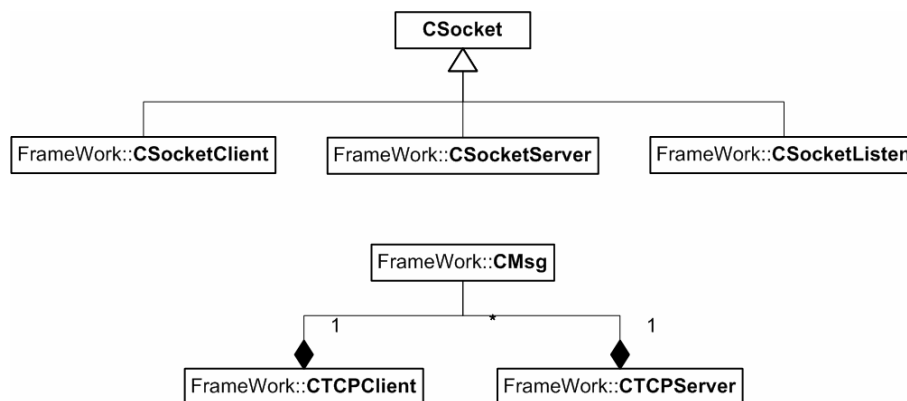 CSocket
FrameWork::CSocketClient
FrameWork::CSocketServer
FrameWork::CSocketListen
FrameWork::CMsg
1
*
1
FrameWork::CTCPClient
FrameWork::CTCPServer